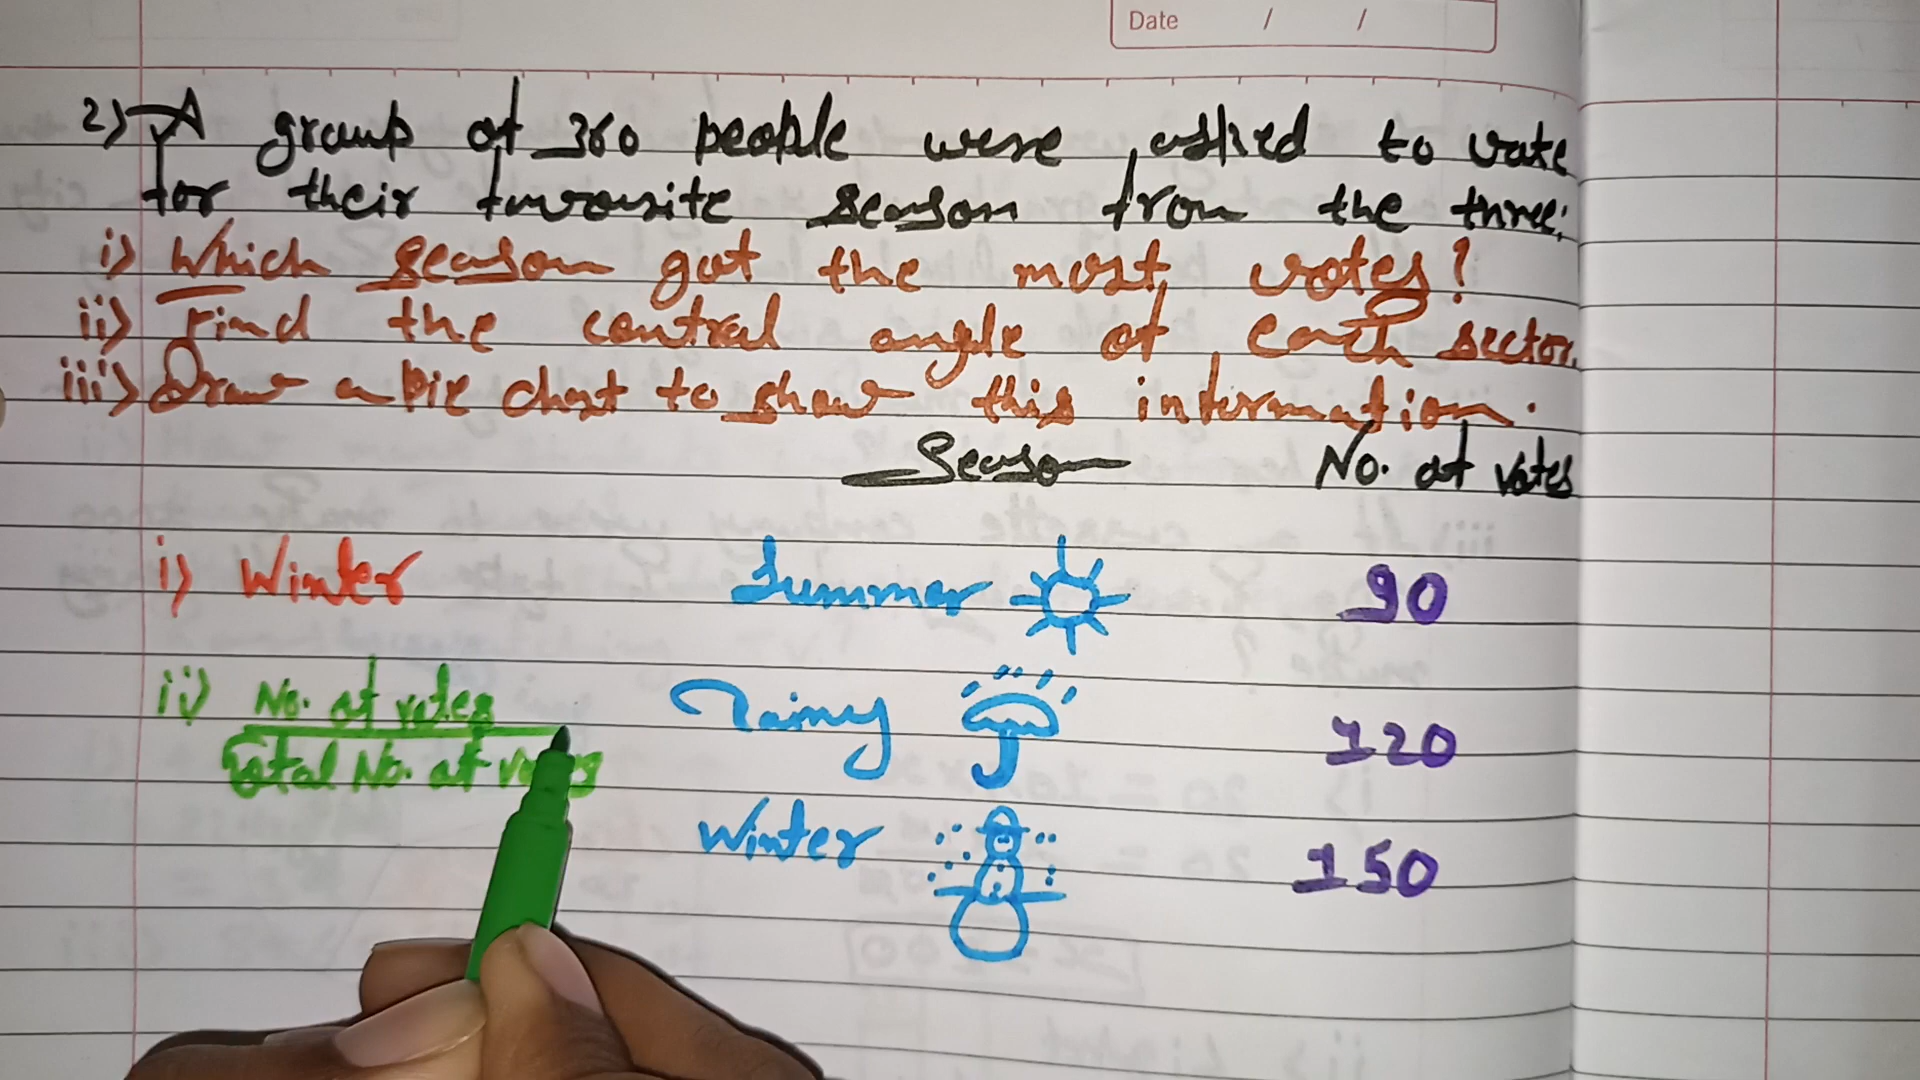 Date / /
2) A group of 360 people were asked to vote
for their favourite season from the three:
i) Which season got the most votes?
ii) Find the central angle of each sector.
iii) Draw a pie chart to show this information.
Season No. of votes
i) Winter Summer 90
ii) No. of votes Rainy 120
Total No. of votes
Winter 150